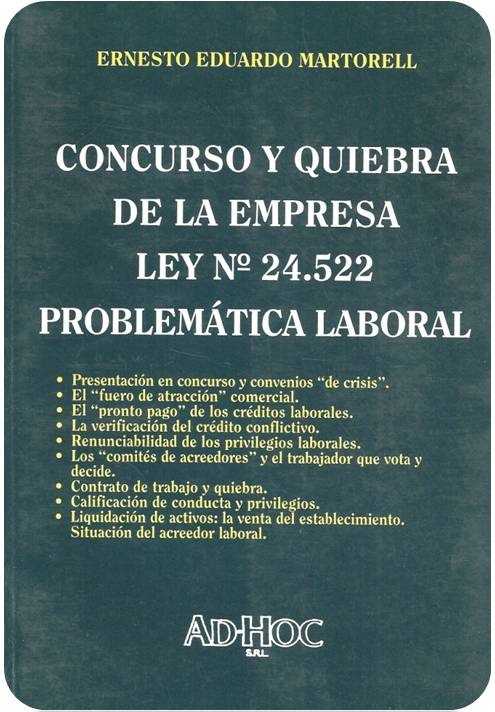 ERNESTO EDUARDO MARTORELL
CONCURSO Y QUIEBRA
DE LA EMPRESA
LEY Nº 24.522
PROBLEMÁTICA LABORAL
• Presentación en concurso y convenios “de crisis”.
• El “fuero de atracción” comercial.
• El “pronto pago” de los créditos laborales.
• La verificación del crédito conflictivo.
• Renunciabilidad de los privilegios laborales.
• Los “comités de acreedores” y el trabajador que vota y
decide.
• Contrato de trabajo y quiebra.
• Calificación de conducta y privilegios.
• Liquidación de activos: la venta del establecimiento.
Situación del acreedor laboral.
AD-HOC
S.R.L.